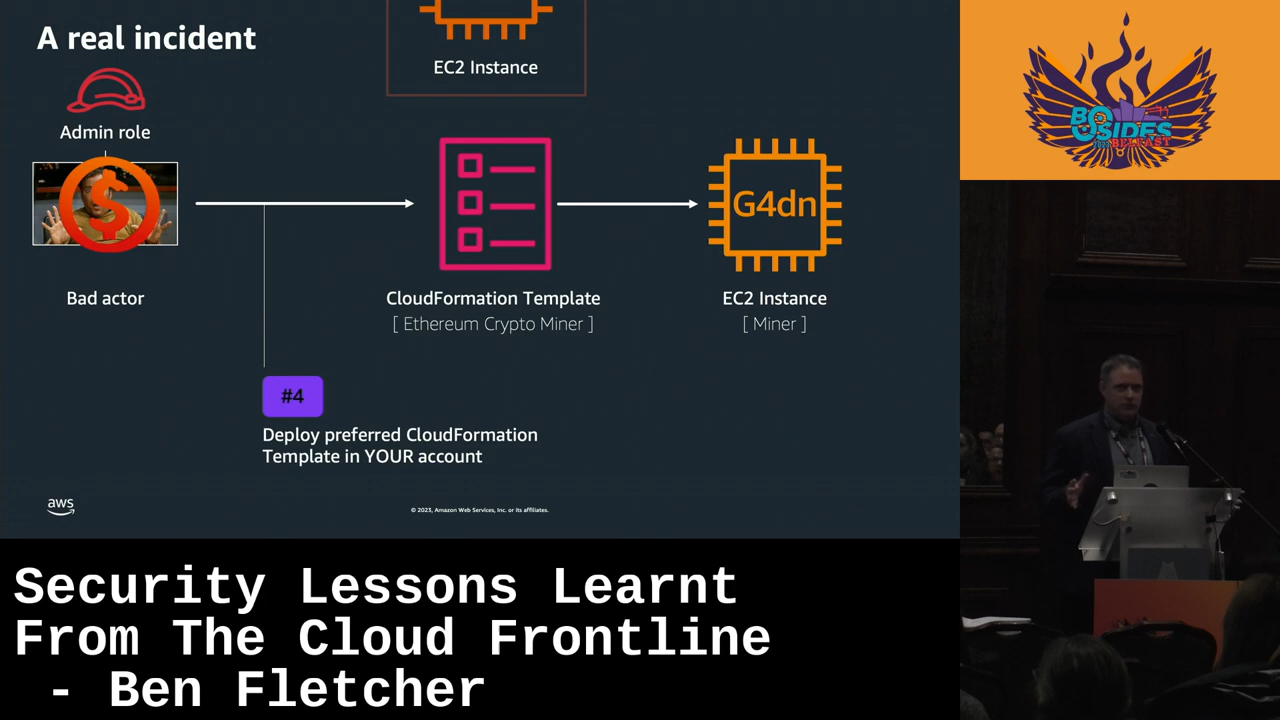 A real incident
EC2 Instance
Admin role
$
Bad actor
CloudFormation Template
[ Ethereum Crypto Miner ]
G4dn
EC2 Instance
[ Miner ]
#4
Deploy preferred CloudFormation
Template in YOUR account
aws
© 2023, Amazon Web Services, Inc. or its affiliates.
BSIDES
BELFAST
Security Lessons Learnt
From The Cloud Frontline
- Ben Fletcher